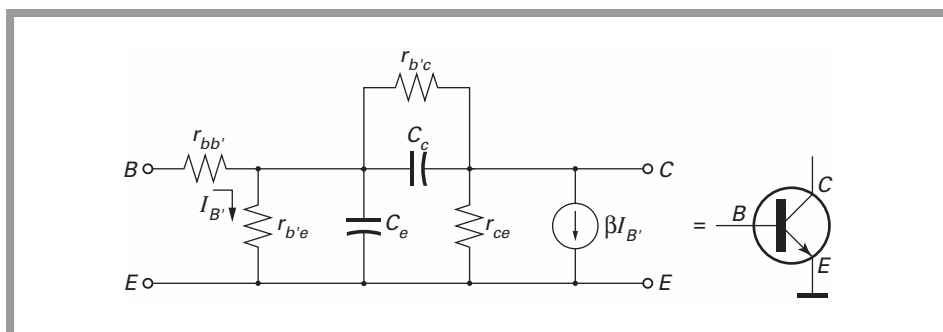 r_b'c
C_c
r_bb'
B
C
I_B'
r_b'e
C_e
r_ce
βI_B'
E
E
=
B
C
E